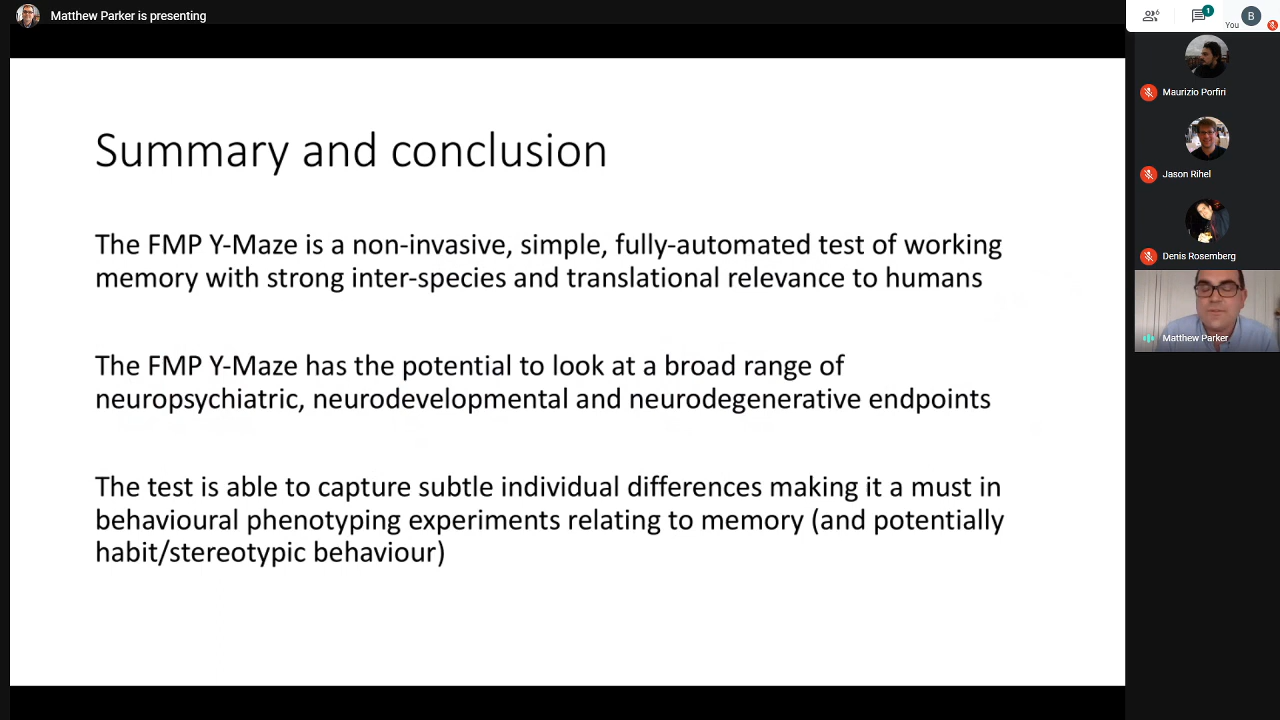 Matthew Parker is presenting
6
1
You
B
Summary and conclusion
The FMP Y-Maze is a non-invasive, simple, fully-automated test of working
memory with strong inter-species and translational relevance to humans
The FMP Y-Maze has the potential to look at a broad range of
neuropsychiatric, neurodevelopmental and neurodegenerative endpoints
The test is able to capture subtle individual differences making it a must in
behavioural phenotyping experiments relating to memory (and potentially
habit/stereotypic behaviour)
Maurizio Porfiri
Jason Rihel
Denis Rosemberg
Matthew Parker